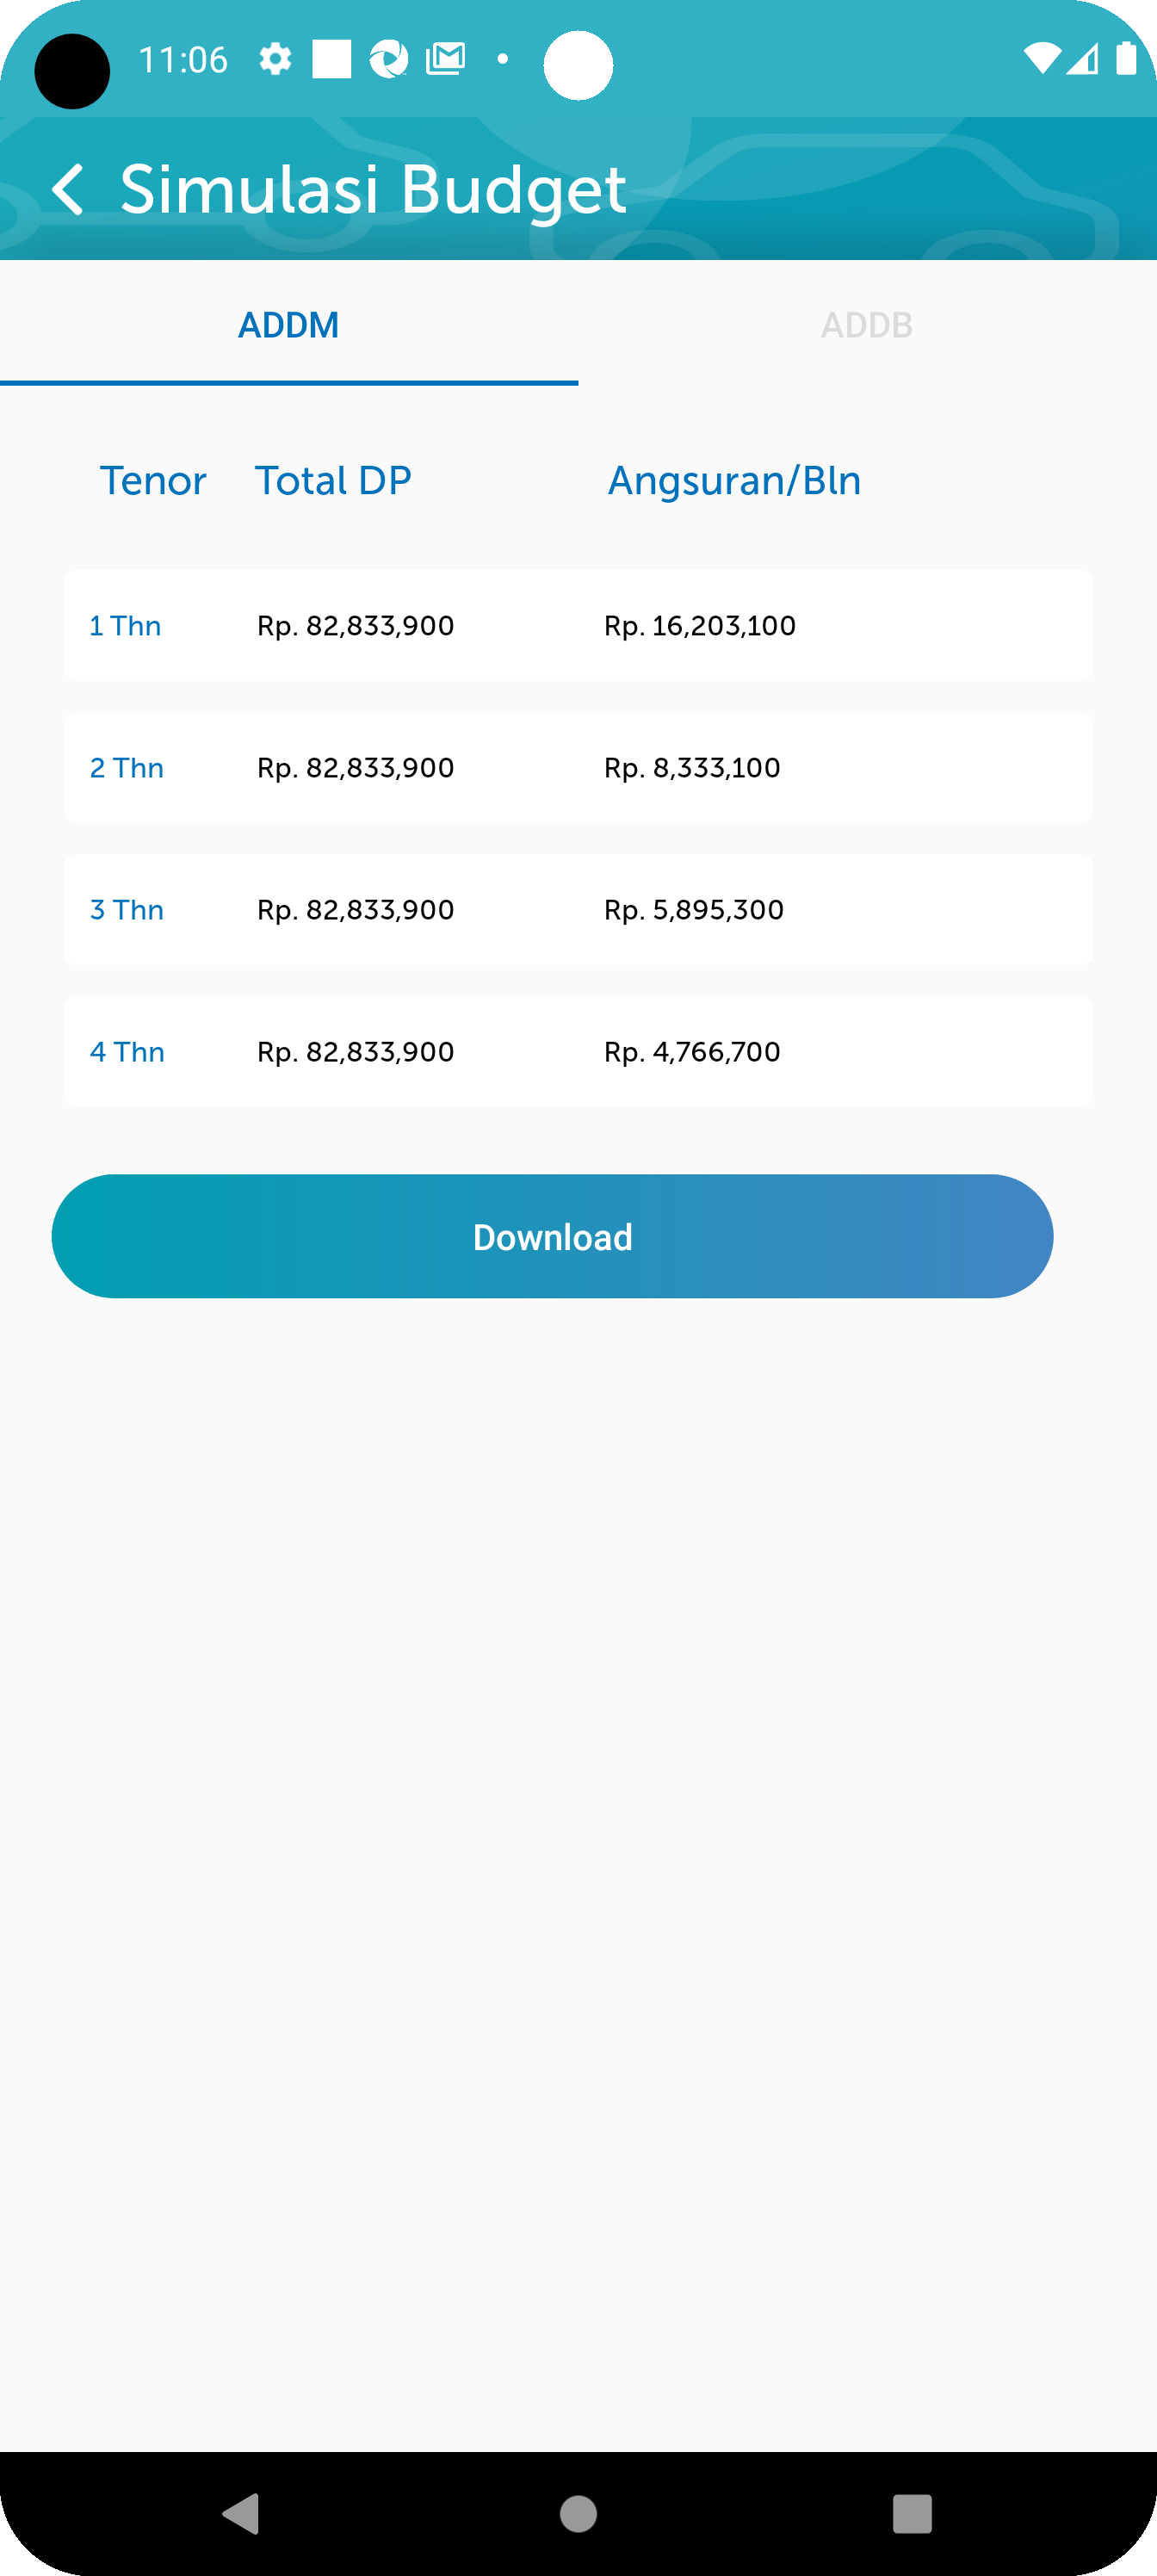 11:06
Simulasi Budget
ADDM ADDB
Tenor Total DP Angsuran/Bln
1 Thn Rp. 82,833,900 Rp. 16,203,100
2 Thn Rp. 82,833,900 Rp. 8,333,100
3 Thn Rp. 82,833,900 Rp. 5,895,300
4 Thn Rp. 82,833,900 Rp. 4,766,700
Download